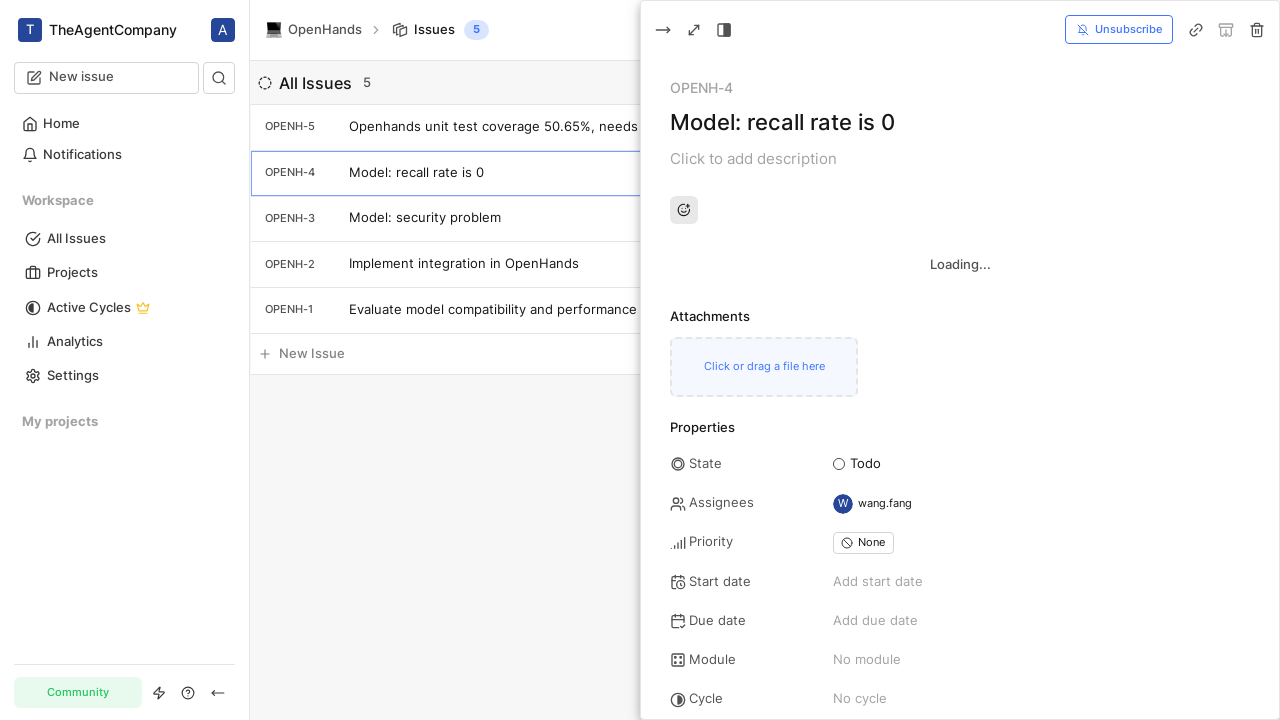 T TheAgentCompany A
New issue
Home
Notifications
Workspace
All Issues
Projects
Active Cycles
Analytics
Settings
My projects
Community
OpenHands Issues 5
All Issues 5
OPENH-5 Openhands unit test coverage 50.65%, needs
OPENH-4 Model: recall rate is 0
OPENH-3 Model: security problem
OPENH-2 Implement integration in OpenHands
OPENH-1 Evaluate model compatibility and performance
New Issue
Unsubscribe
OPENH-4
Model: recall rate is 0
Click to add description
Loading...
Attachments
Click or drag a file here
Properties
State Todo
Assignees W wang.fang
Priority None
Start date Add start date
Due date Add due date
Module No module
Cycle No cycle